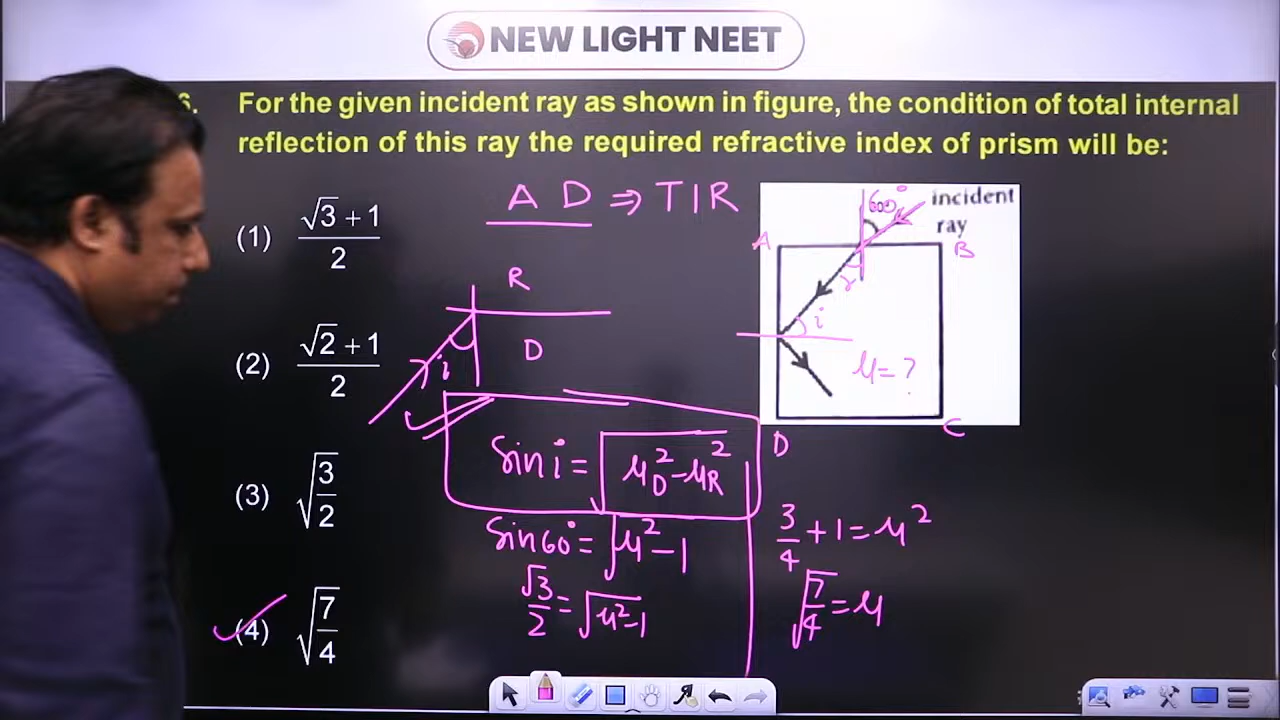 NEW LIGHT NEET
6. For the given incident ray as shown in figure, the condition of total internal
reflection of this ray the required refractive index of prism will be:
(1) (√3 + 1)/2
(2) (√2 + 1)/2
(3) √(3/2)
(4) √(7/4)
A D ⇒ TIR
R
D
i
Sin i = √(μD² - μR²)
Sin 60° = √(μ² - 1)
√3/2 = √(μ² - 1)
60° incident
ray
A
B
r
i
μ = ?
D
C
3/4 + 1 = μ²
√(7/4) = μ